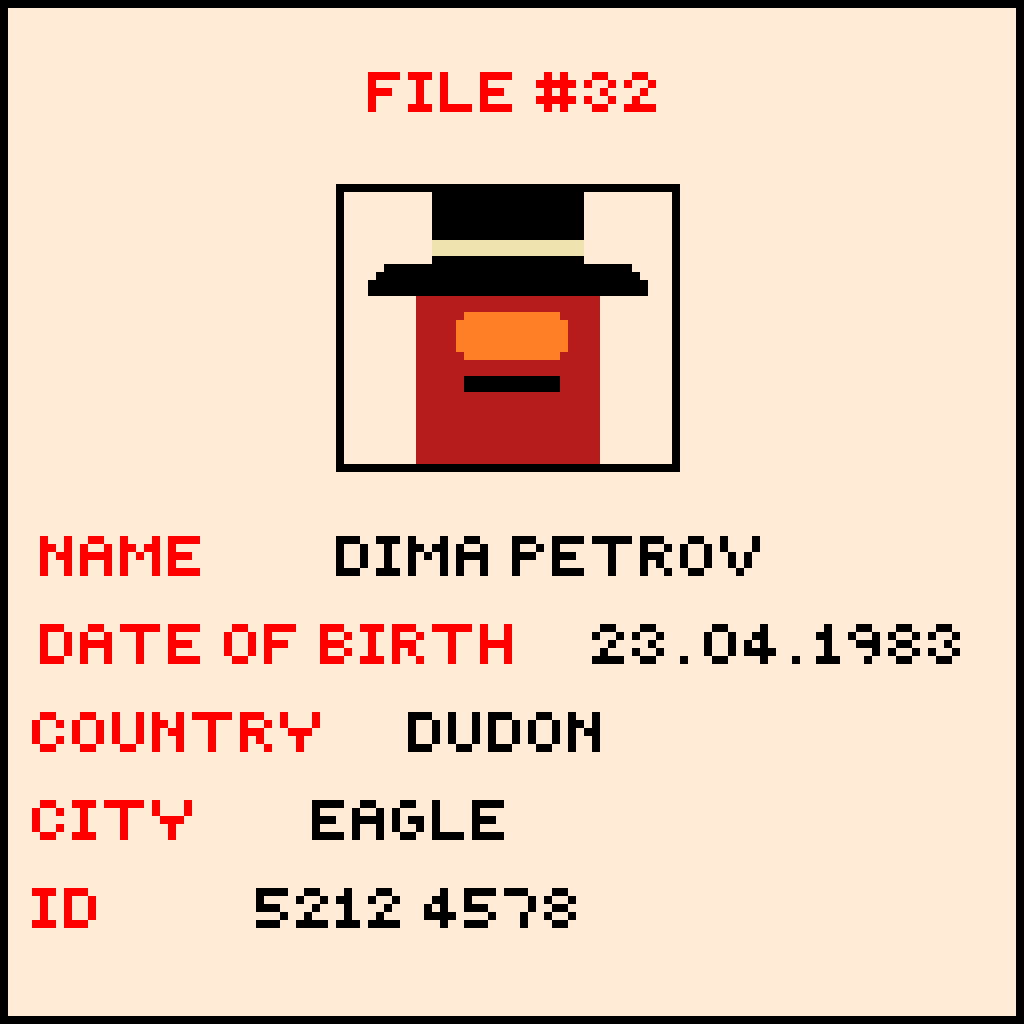 FILE #32
NAME DIMA PETROV
DATE OF BIRTH 23.04.1983
COUNTRY DUDON
CITY EAGLE
ID 5212 4578